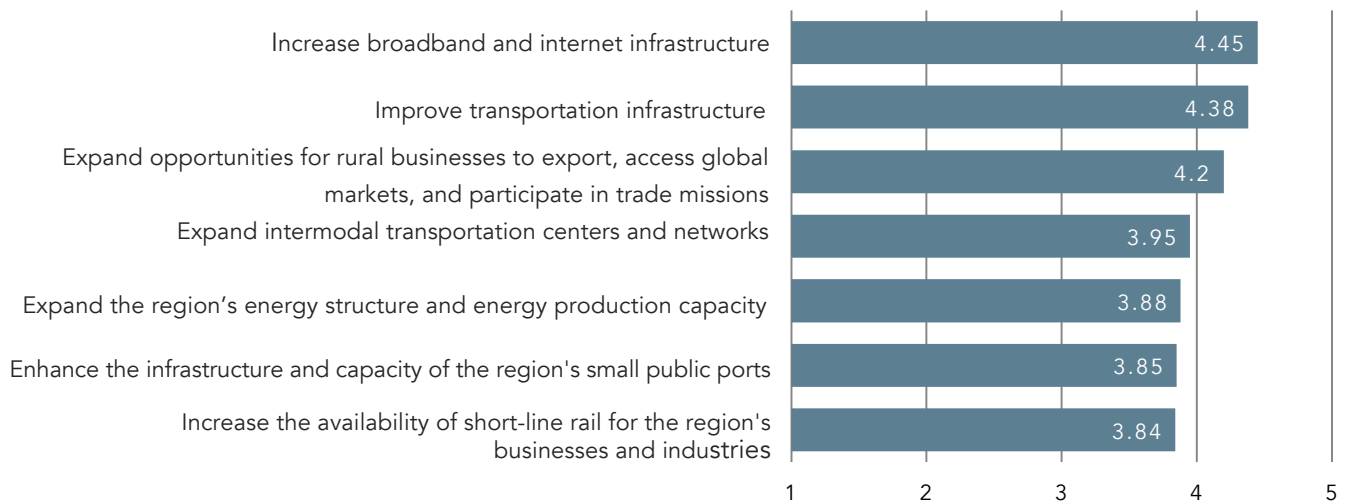 Increase broadband and internet infrastructure
4.45
Improve transportation infrastructure
4.38
Expand opportunities for rural businesses to export, access global
markets, and participate in trade missions
4.2
Expand intermodal transportation centers and networks
3.95
Expand the region’s energy structure and energy production capacity
3.88
Enhance the infrastructure and capacity of the region's small public ports
3.85
Increase the availability of short-line rail for the region's
businesses and industries
3.84
1 2 3 4 5